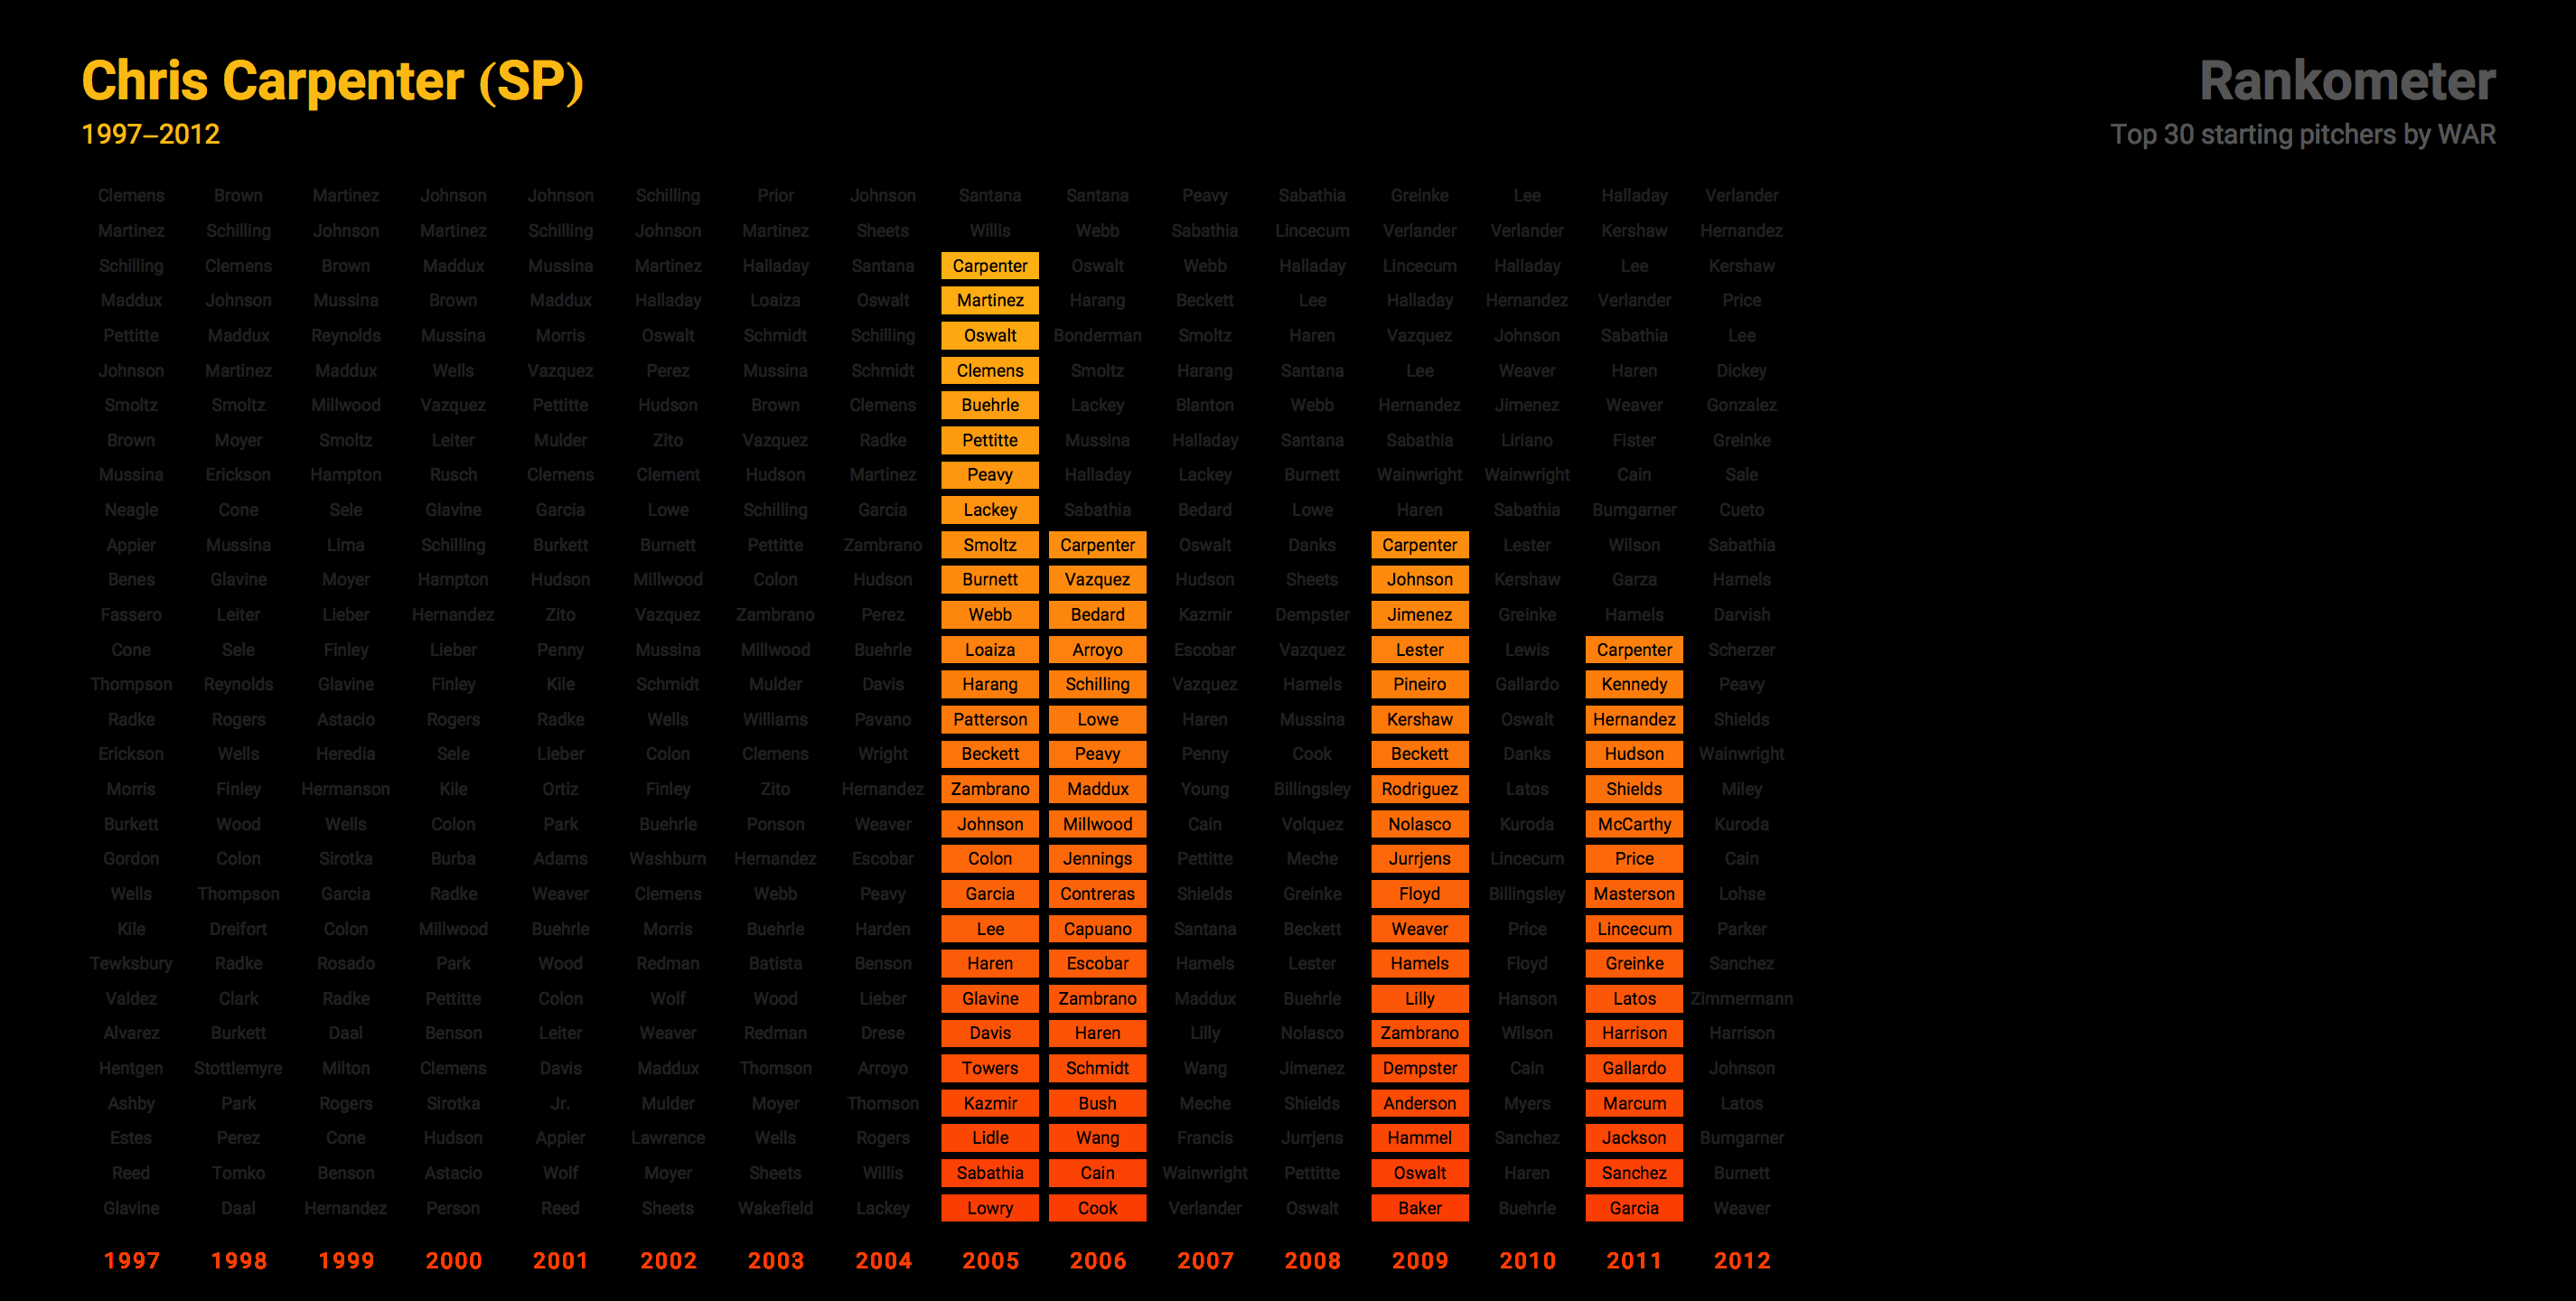 Chris Carpenter (SP)
1997–2012
Rankometer
Top 30 starting pitchers by WAR
Clemens Brown Martinez Johnson Johnson Schilling Prior Johnson Santana Santana Peavy Sabathia Greinke Lee Halladay Verlander
Martinez Schilling Johnson Martinez Schilling Johnson Martinez Sheets Willis Webb Sabathia Lincecum Verlander Verlander Kershaw Hernandez
Schilling Clemens Brown Maddux Mussina Martinez Halladay Santana Carpenter Oswalt Webb Halladay Lincecum Halladay Lee Kershaw
Maddux Johnson Mussina Brown Maddux Halladay Loaiza Oswalt Martinez Harang Beckett Lee Halladay Hernandez Verlander Price
Pettitte Maddux Reynolds Mussina Morris Oswalt Schmidt Schilling Oswalt Bonderman Smoltz Haren Vazquez Johnson Sabathia Lee
Johnson Martinez Maddux Wells Vazquez Perez Mussina Schmidt Clemens Smoltz Harang Santana Lee Weaver Haren Dickey
Smoltz Smoltz Millwood Vazquez Pettitte Hudson Brown Clemens Buehrle Lackey Blanton Webb Hernandez Jimenez Weaver Gonzalez
Brown Moyer Smoltz Leiter Mulder Zito Vazquez Radke Pettitte Mussina Halladay Santana Sabathia Liriano Fister Greinke
Mussina Erickson Hampton Rusch Clemens Clement Hudson Martinez Peavy Halladay Lackey Burnett Wainwright Wainwright Cain Sale
Neagle Cone Sele Glavine Garcia Lowe Schilling Garcia Lackey Sabathia Bedard Lowe Haren Sabathia Bumgarner Cueto
Appier Mussina Lima Schilling Burkett Burnett Pettitte Zambrano Smoltz Carpenter Oswalt Danks Carpenter Lester Wilson Sabathia
Benes Glavine Moyer Hampton Hudson Millwood Colon Hudson Burnett Vazquez Hudson Sheets Johnson Kershaw Garza Hamels
Fassero Leiter Lieber Hernandez Zito Vazquez Zambrano Perez Webb Bedard Kazmir Dempster Jimenez Greinke Hamels Darvish
Cone Sele Finley Lieber Penny Mussina Millwood Buehrle Loaiza Arroyo Escobar Vazquez Lester Lewis Carpenter Scherzer
Thompson Reynolds Glavine Finley Kile Schmidt Mulder Davis Harang Schilling Vazquez Hamels Pineiro Gallardo Kennedy Peavy
Radke Rogers Astacio Rogers Radke Wells Williams Pavano Patterson Lowe Haren Mussina Kershaw Oswalt Hernandez Shields
Erickson Wells Heredia Sele Lieber Colon Clemens Wright Beckett Peavy Penny Cook Beckett Danks Hudson Wainwright
Morris Finley Hermanson Kile Ortiz Finley Zito Hernandez Zambrano Maddux Young Billingsley Rodriguez Latos Shields Miley
Burkett Wood Wells Colon Park Buehrle Ponson Weaver Johnson Millwood Cain Volquez Nolasco Kuroda McCarthy Kuroda
Gordon Colon Sirotka Burba Adams Washburn Hernandez Escobar Colon Jennings Pettitte Meche Jurrjens Lincecum Price Cain
Wells Thompson Garcia Radke Weaver Clemens Webb Peavy Garcia Contreras Shields Greinke Floyd Billingsley Masterson Lohse
Kile Dreifort Colon Millwood Buehrle Morris Buehrle Harden Lee Capuano Santana Beckett Weaver Price Lincecum Parker
Tewksbury Radke Rosado Park Wood Redman Batista Benson Haren Escobar Hamels Lester Hamels Floyd Greinke Sanchez
Valdez Clark Radke Pettitte Colon Wolf Wood Lieber Glavine Zambrano Maddux Buehrle Lilly Hanson Latos Zimmermann
Alvarez Burkett Daal Benson Leiter Weaver Redman Drese Davis Haren Lilly Nolasco Zambrano Wilson Harrison Harrison
Hentgen Stottlemyre Milton Clemens Davis Maddux Thomson Arroyo Towers Schmidt Wang Jimenez Dempster Cain Gallardo Johnson
Ashby Park Rogers Sirotka Jr. Mulder Moyer Thomson Kazmir Bush Meche Shields Anderson Myers Marcum Latos
Estes Perez Cone Hudson Appier Lawrence Wells Rogers Lidle Wang Francis Jurrjens Hammel Sanchez Jackson Bumgarner
Reed Tomko Benson Astacio Wolf Moyer Sheets Willis Sabathia Cain Wainwright Pettitte Oswalt Haren Sanchez Burnett
Glavine Daal Hernandez Person Reed Sheets Wakefield Lackey Lowry Cook Verlander Oswalt Baker Buehrle Garcia Weaver
1997 1998 1999 2000 2001 2002 2003 2004 2005 2006 2007 2008 2009 2010 2011 2012